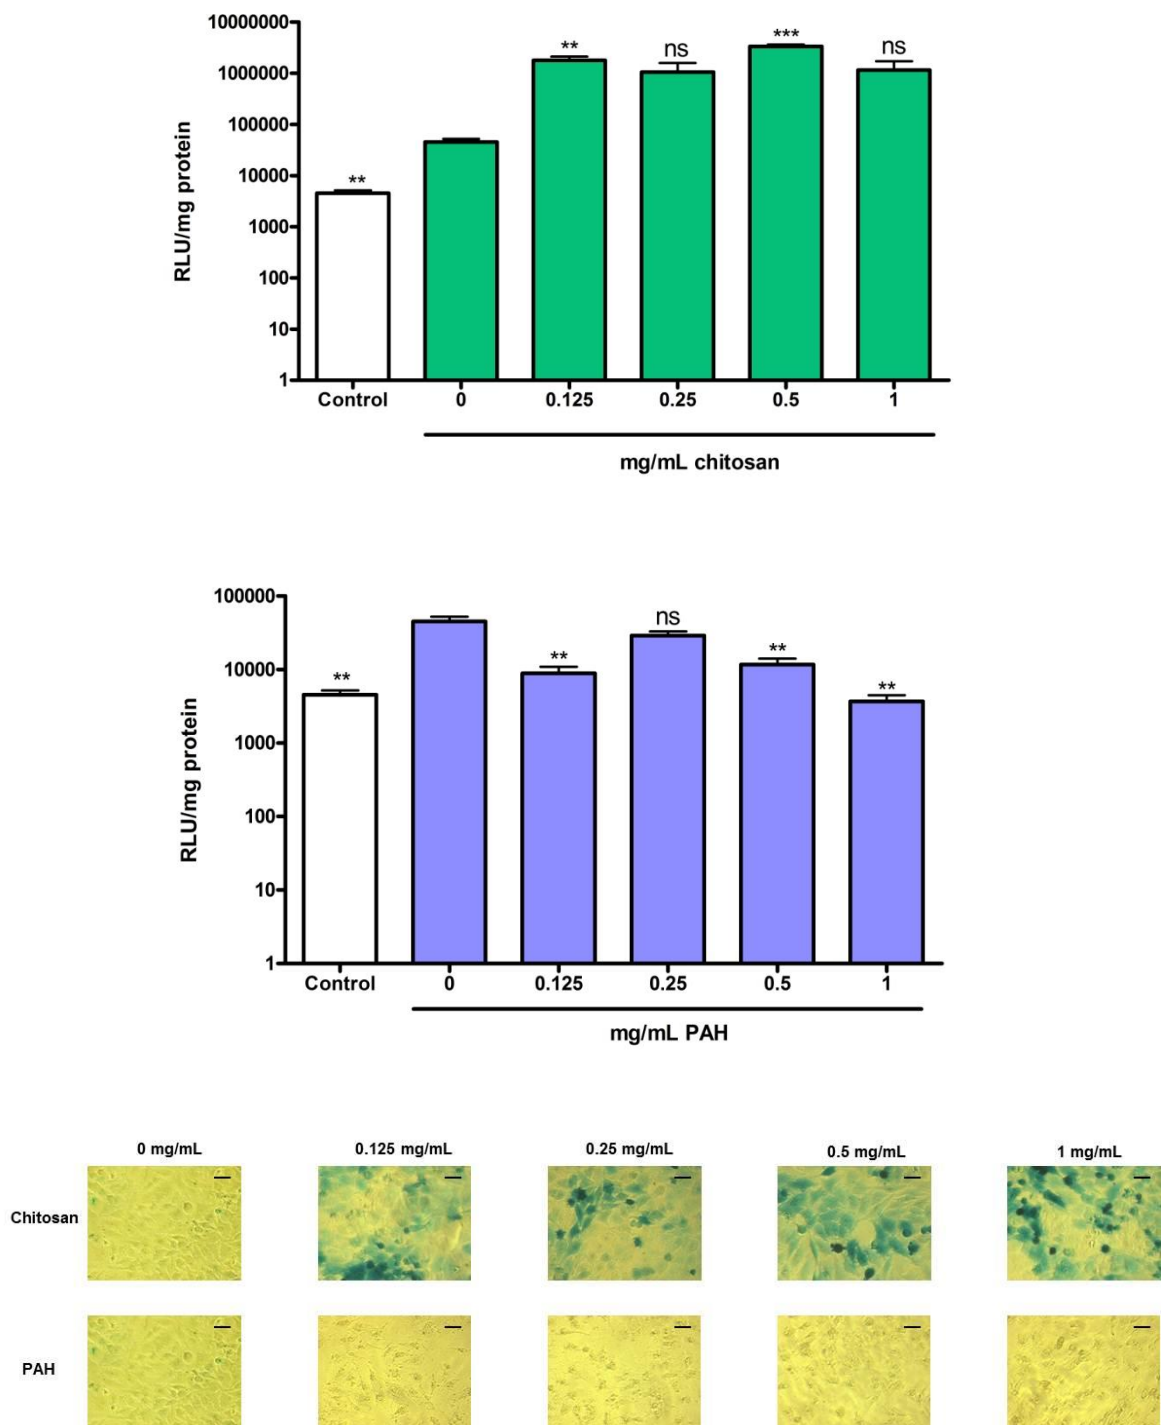 10000000
1000000
100000
10000
1000
100
10
1
RLU/mg protein
**
**
ns
***
ns
Control 0 0.125 0.25 0.5 1
mg/mL chitosan
100000
10000
1000
100
10
1
RLU/mg protein
**
**
ns
**
**
Control 0 0.125 0.25 0.5 1
mg/mL PAH
0 mg/mL 0.125 mg/mL 0.25 mg/mL 0.5 mg/mL 1 mg/mL
Chitosan
PAH